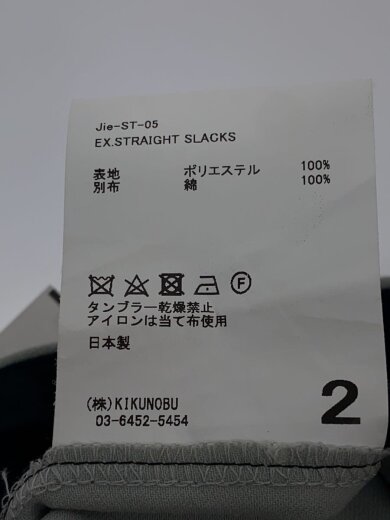 Jie-ST-05
EX.STRAIGHT SLACKS
表地 ポリエステル 100%
別布 綿 100%
F
タンブラー乾燥禁止
アイロンは当て布使用
日本製
2
(株)KIKUNOBU
03-6452-5454